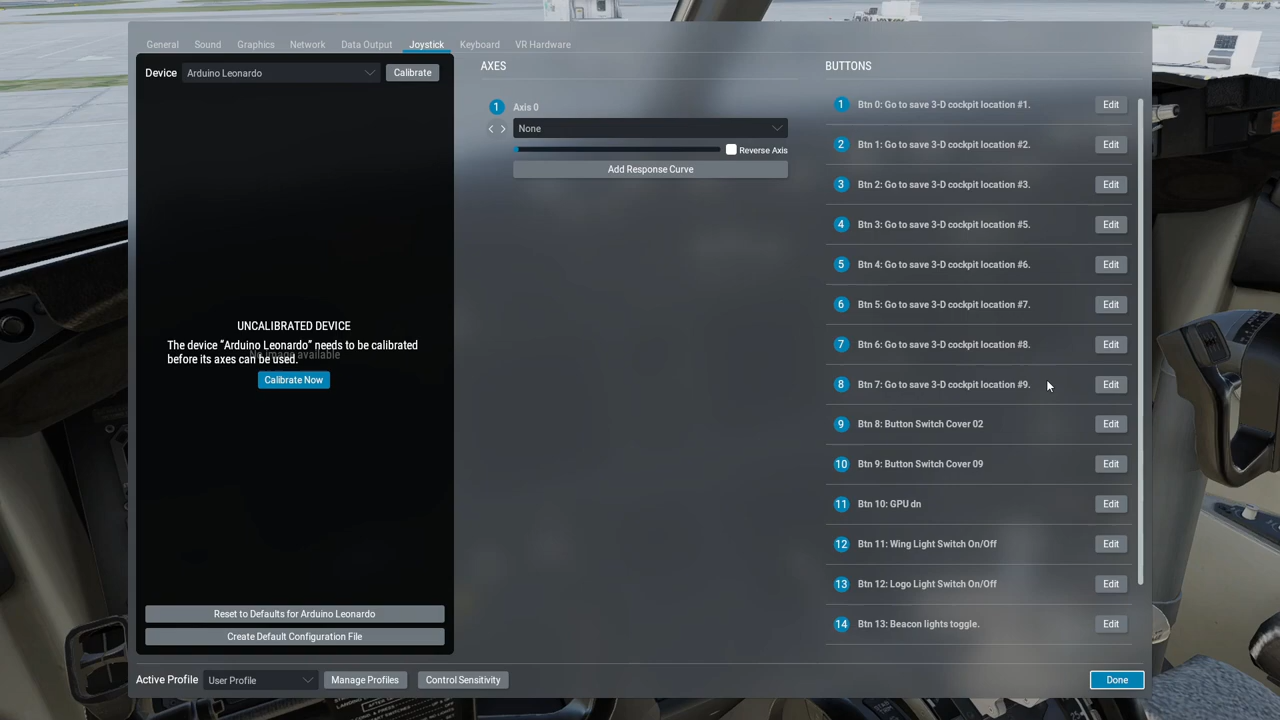 General Sound Graphics Network Data Output Joystick Keyboard VR Hardware
Device Arduino Leonardo Calibrate
No image available
UNCALIBRATED DEVICE
The device “Arduino Leonardo” needs to be calibrated
before its axes can be used.
Calibrate Now
Reset to Defaults for Arduino Leonardo
Create Default Configuration File
AXES
1 Axis 0
None
Reverse Axis
Add Response Curve
BUTTONS
1 Btn 0: Go to save 3-D cockpit location #1. Edit
2 Btn 1: Go to save 3-D cockpit location #2. Edit
3 Btn 2: Go to save 3-D cockpit location #3. Edit
4 Btn 3: Go to save 3-D cockpit location #5. Edit
5 Btn 4: Go to save 3-D cockpit location #6. Edit
6 Btn 5: Go to save 3-D cockpit location #7. Edit
7 Btn 6: Go to save 3-D cockpit location #8. Edit
8 Btn 7: Go to save 3-D cockpit location #9. Edit
9 Btn 8: Button Switch Cover 02 Edit
10 Btn 9: Button Switch Cover 09 Edit
11 Btn 10: GPU dn Edit
12 Btn 11: Wing Light Switch On/Off Edit
13 Btn 12: Logo Light Switch On/Off Edit
14 Btn 13: Beacon lights toggle. Edit
Active Profile User Profile Manage Profiles Control Sensitivity Done